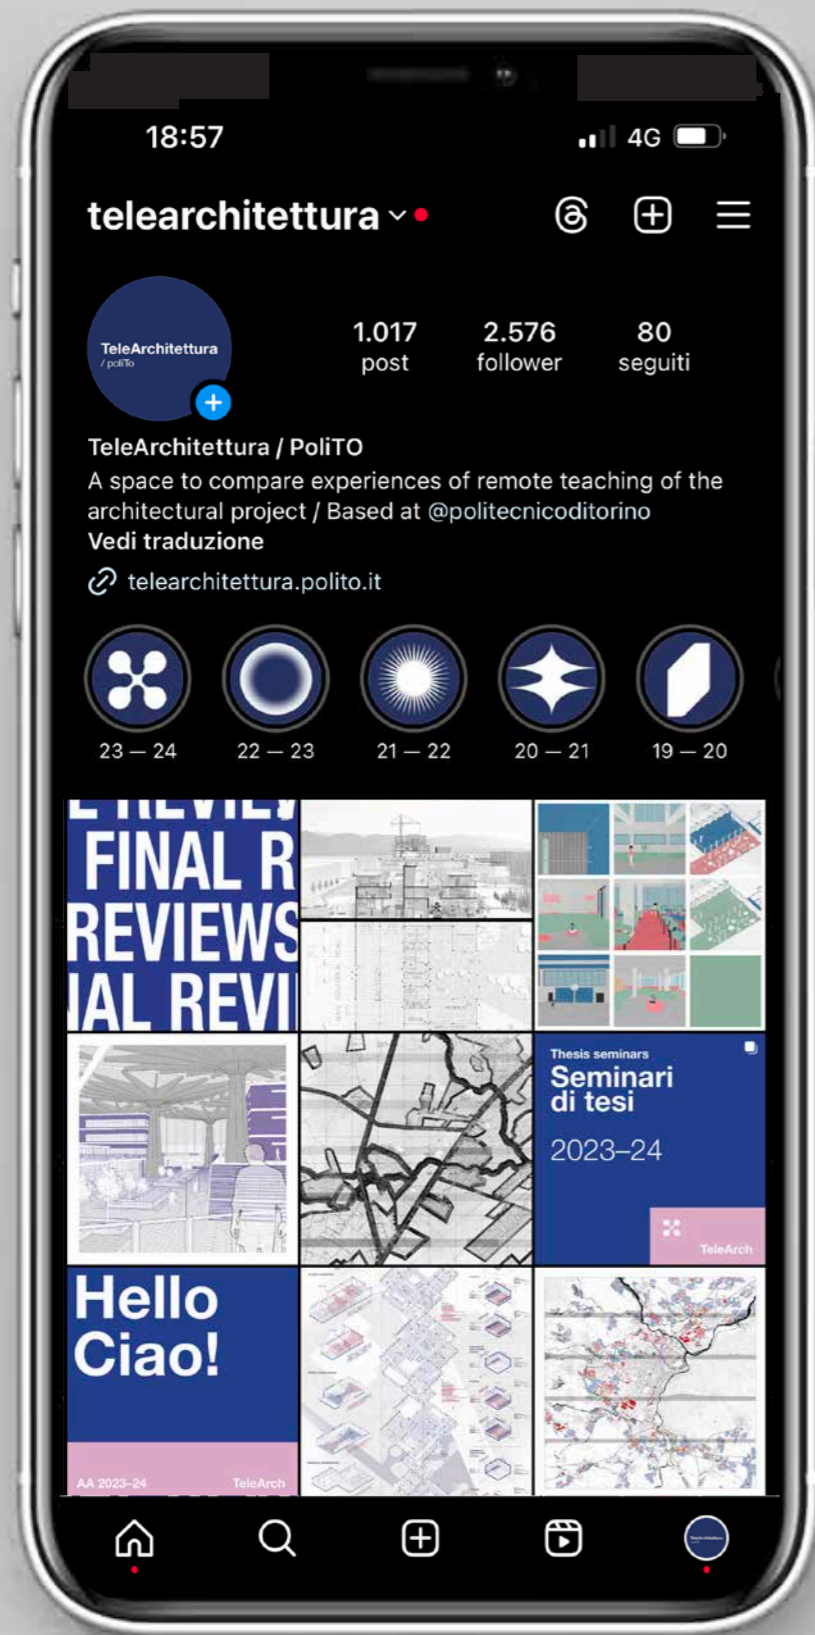 18:57
4G
telearchitettura
TeleArchitettura
/ poliTo
1.017
2.576
80
post
follower
seguiti
TeleArchitettura / PoliTO
A space to compare experiences of remote teaching of the
architectural project / Based at @politecnicoditorino
Vedi traduzione
telearchitettura.polito.it
23 — 24
22 — 23
21 — 22
20 — 21
19 — 20
FINAL R
REVIEWS
Thesis seminars
Seminari
di tesi
2023–24
TeleArch
Hello
Ciao!
AA 2023–24
TeleArch